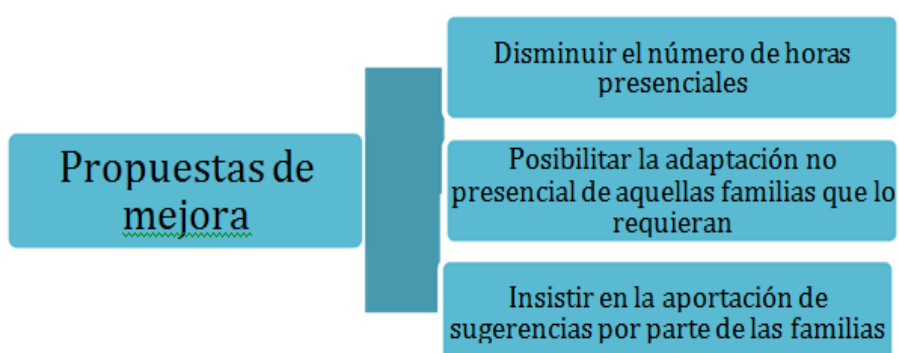 Propuestas de
mejora
Disminuir el número de horas
presenciales
Posibilitar la adaptación no
presencial de aquellas familias que lo
requieran
Insistir en la aportación de
sugerencias por parte de las familias